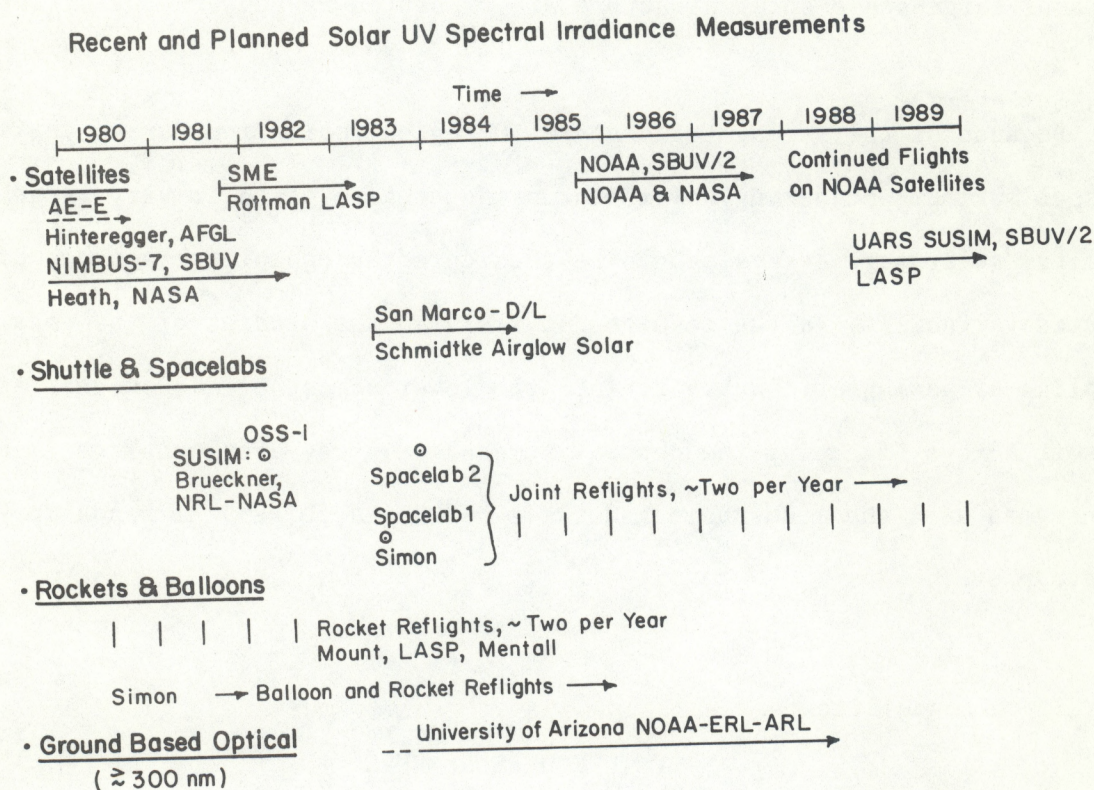 Recent and Planned Solar UV Spectral Irradiance Measurements
Time →
1980 1981 1982 1983 1984 1985 1986 1987 1988 1989
• Satellites
AE-E
Hinteregger, AFGL
NIMBUS-7, SBUV
Heath, NASA
SME
Rottman LASP
San Marco-D/L
Schmidtke Airglow Solar
NOAA, SBUV/2
NOAA & NASA
Continued Flights
on NOAA Satellites
UARS SUSIM, SBUV/2
LASP
• Shuttle & Spacelabs
OSS-I
SUSIM: ⊙
Brueckner,
NRL-NASA
Spacelab 2
Spacelab 1
Simon
Joint Reflights, ~Two per Year →
• Rockets & Balloons
Rocket Reflights, ~ Two per Year
Mount, LASP, Mentall
Simon → Balloon and Rocket Reflights →
• Ground Based Optical
(≳ 300 nm)
University of Arizona NOAA-ERL-ARL